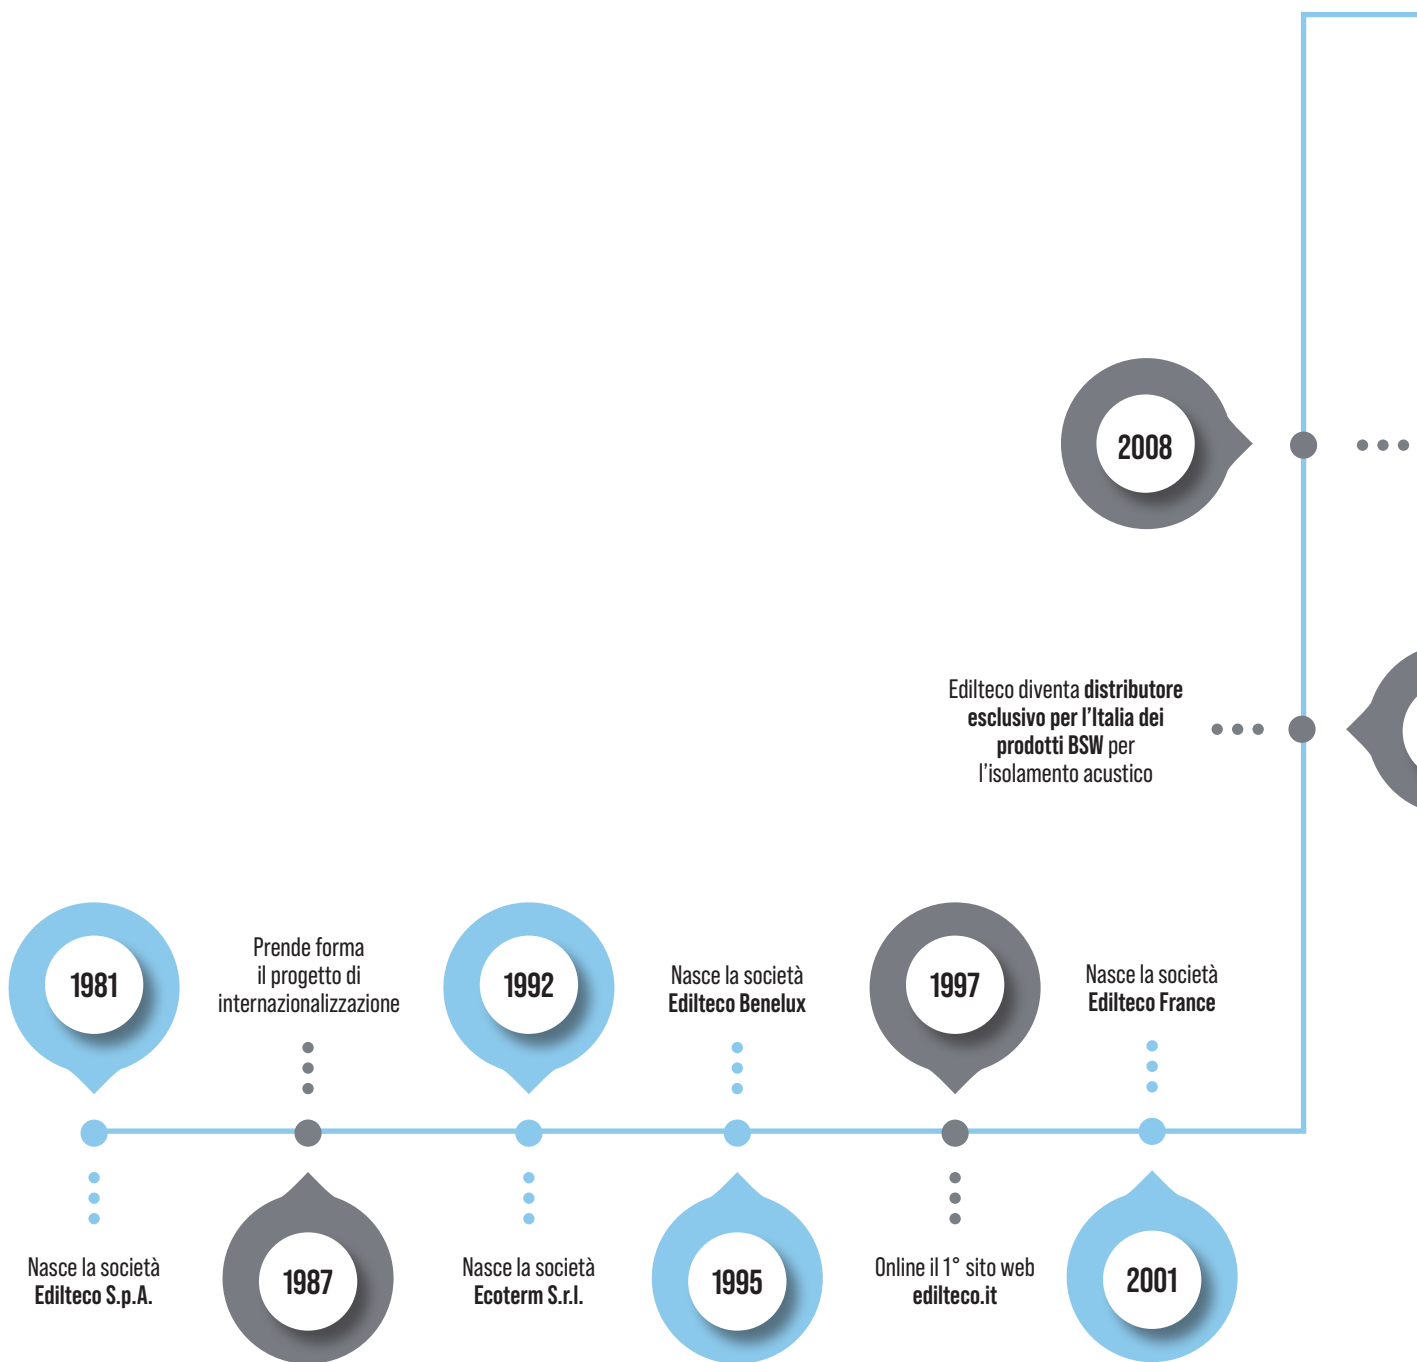 2008
Edilteco diventa distributore
esclusivo per l'Italia dei
prodotti BSW per
l'isolamento acustico
1981
Prende forma
il progetto di
internazionalizzazione
1992
Nasce la società
Edilteco Benelux
1997
Nasce la società
Edilteco France
Nasce la società
Edilteco S.p.A.
1987
Nasce la società
Ecoterm S.r.l.
1995
Online il 1° sito web
edilteco.it
2001